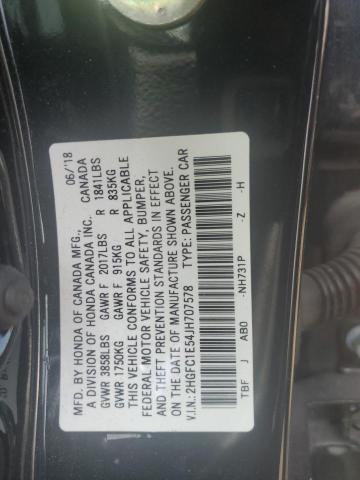 MFD. BY HONDA OF CANADA MFG., 06/'18
A DIVISION OF HONDA CANADA INC. CANADA
GVWR 3858LBS GAWR F 2017LBS R 1841LBS
GVWR 1750KG GAWR F 915KG R 835KG
THIS VEHICLE CONFORMS TO ALL APPLICABLE
FEDERAL MOTOR VEHICLE SAFETY, BUMPER,
AND THEFT PREVENTION STANDARDS IN EFFECT
ON THE DATE OF MANUFACTURE SHOWN ABOVE.
V.I.N.: 2HGFC1E54JH707578 TYPE: PASSENGER CAR
TBF J AB0 -NH731P -Z -H